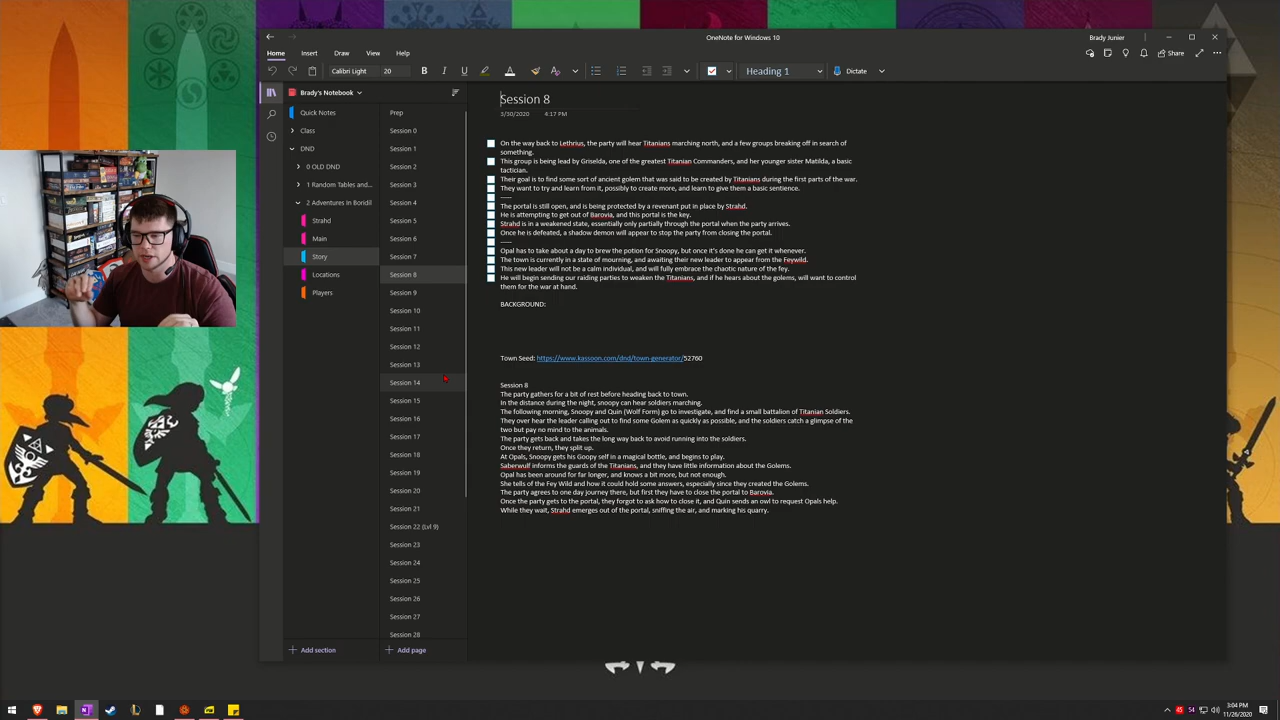 OneNote for Windows 10
Brady Junier
Home
Insert
Draw
View
Help
Share
Calibri Light
20
B
I
U
A
Heading 1
Dictate
Brady's Notebook
Quick Notes
Class
DND
0 OLD DND
1 Random Tables and...
2 Adventures In Boridil
Strahd
Main
Story
Locations
Players
Add section
Prep
Session 0
Session 1
Session 2
Session 3
Session 4
Session 5
Session 6
Session 7
Session 8
Session 9
Session 10
Session 11
Session 12
Session 13
Session 14
Session 15
Session 16
Session 17
Session 18
Session 19
Session 20
Session 21
Session 22 (Lvl 9)
Session 23
Session 24
Session 25
Session 26
Session 27
Session 28
Add page
Session 8
3/30/2020 4:17 PM
On the way back to Lethrius, the party will hear Titanians marching north, and a few groups breaking off in search of
something.
This group is being lead by Griselda, one of the greatest Titanian Commanders, and her younger sister Matilda, a basic
tactician.
Their goal is to find some sort of ancient golem that was said to be created by Titanians during the first parts of the war.
They want to try and learn from it, possibly to create more, and learn to give them a basic sentience.
-----
The portal is still open, and is being protected by a revenant put in place by Strahd.
He is attempting to get out of Barovia, and this portal is the key.
Strahd is in a weakened state, essentially only partially through the portal when the party arrives.
Once he is defeated, a shadow demon will appear to stop the party from closing the portal.
-----
Opal has to take about a day to brew the potion for Snoopy, but once it's done he can get it whenever.
The town is currently in a state of mourning, and awaiting their new leader to appear from the Feywild.
This new leader will not be a calm individual, and will fully embrace the chaotic nature of the fey.
He will begin sending our raiding parties to weaken the Titanians, and if he hears about the golems, will want to control
them for the war at hand.
BACKGROUND:
Town Seed: https://www.kassoon.com/dnd/town-generator/52760
Session 8
The party gathers for a bit of rest before heading back to town.
In the distance during the night, snoopy can hear soldiers marching.
The following morning, Snoopy and Quin (Wolf Form) go to investigate, and find a small battalion of Titanian Soldiers.
They over hear the leader calling out to find some Golem as quickly as possible, and the soldiers catch a glimpse of the
two but pay no mind to the animals.
The party gets back and takes the long way back to avoid running into the soldiers.
Once they return, they split up.
At Opals, Snoopy gets his Goopy self in a magical bottle, and begins to play.
Saberwulf informs the guards of the Titanians, and they have little information about the Golems.
Opal has been around for far longer, and knows a bit more, but not enough.
She tells of the Fey Wild and how it could hold some answers, especially since they created the Golems.
The party agrees to one day journey there, but first they have to close the portal to Barovia.
Once the party gets to the portal, they forgot to ask how to close it, and Quin sends an owl to request Opals help.
While they wait, Strahd emerges out of the portal, sniffing the air, and marking his quarry.
45
54
3:04 PM
11/26/2020